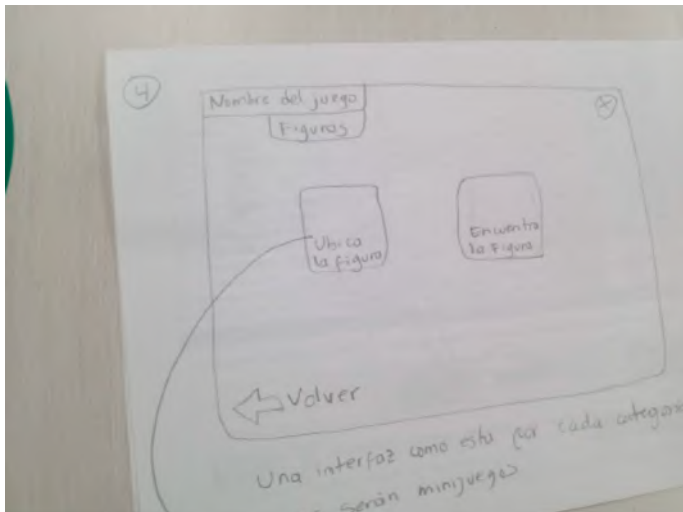 4
Nombre del juego
X
Figuras
Ubica
la figura
Encuentra
la Figura
Volver
Una interfaz como esta por cada categoria
serán minijuegos